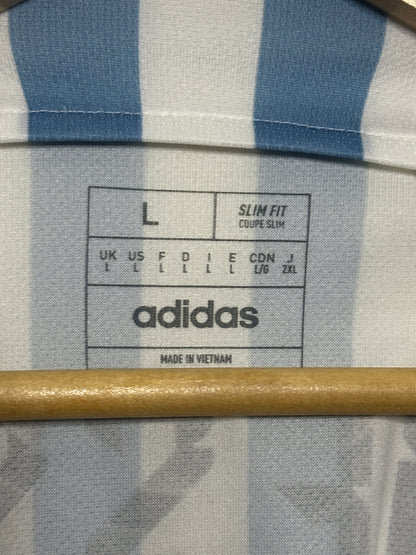 L
SLIM FIT
COUPE SLIM
UK US F D I E CDN J
L L L L L L L/G 2XL
adidas
MADE IN VIETNAM